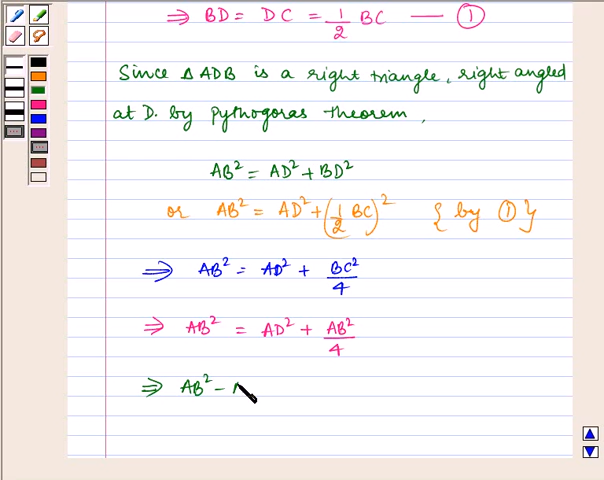 ⇒ BD = DC = 1/2 BC — ①
Since △ ADB is a right triangle, right angled
at D. by Pythogoras theorem,
AB² = AD² + BD²
or AB² = AD² + (1/2 BC)² { by ① }
⇒ AB² = AD² + BC²/4
⇒ AB² = AD² + AB²/4
⇒ AB² –